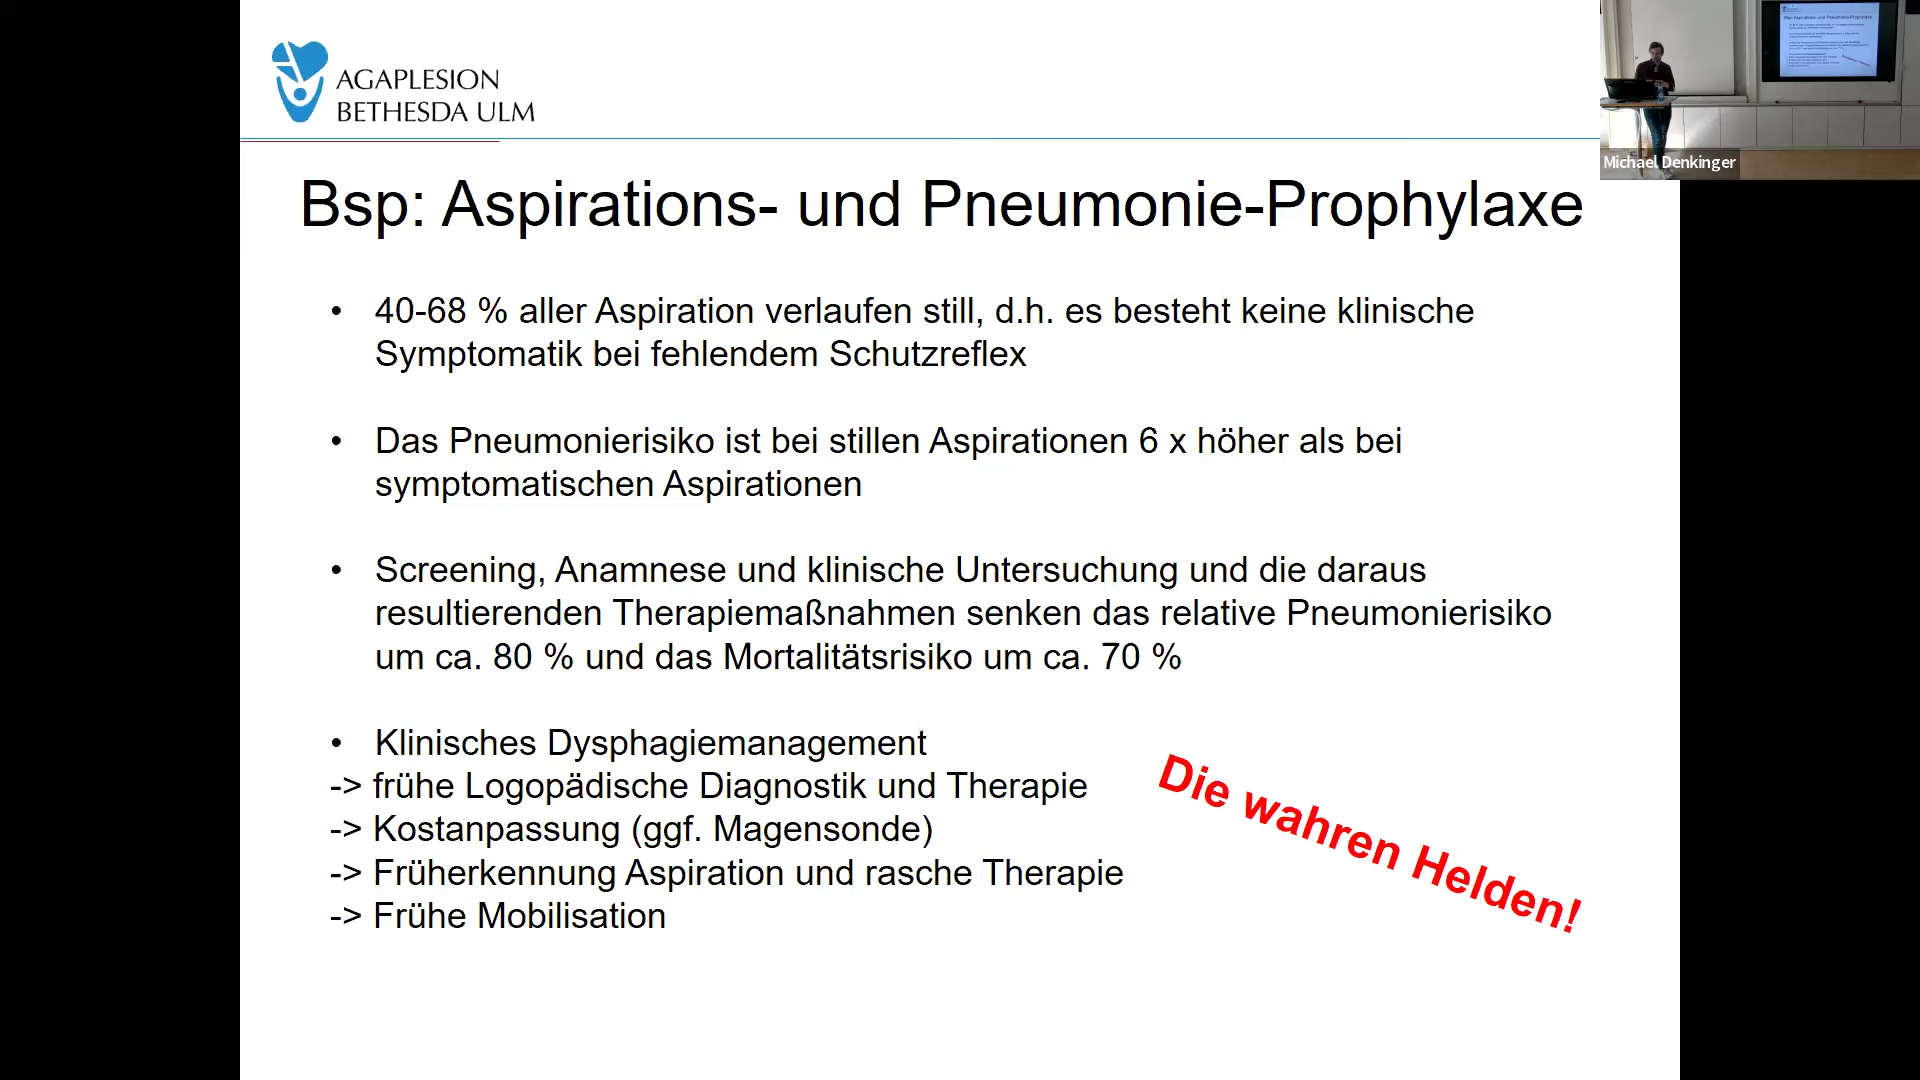 AGAPLESION
BETHESDA ULM
Michael Denkinger
Bsp: Aspirations- und Pneumonie-Prophylaxe
• 40-68 % aller Aspiration verlaufen still, d.h. es besteht keine klinische
Symptomatik bei fehlendem Schutzreflex
• Das Pneumonierisiko ist bei stillen Aspirationen 6 x höher als bei
symptomatischen Aspirationen
• Screening, Anamnese und klinische Untersuchung und die daraus
resultierenden Therapiemaßnahmen senken das relative Pneumonierisiko
um ca. 80 % und das Mortalitätsrisiko um ca. 70 %
• Klinisches Dysphagiemanagement
-> frühe Logopädische Diagnostik und Therapie
-> Kostanpassung (ggf. Magensonde)
-> Früherkennung Aspiration und rasche Therapie
-> Frühe Mobilisation
Die wahren Helden!